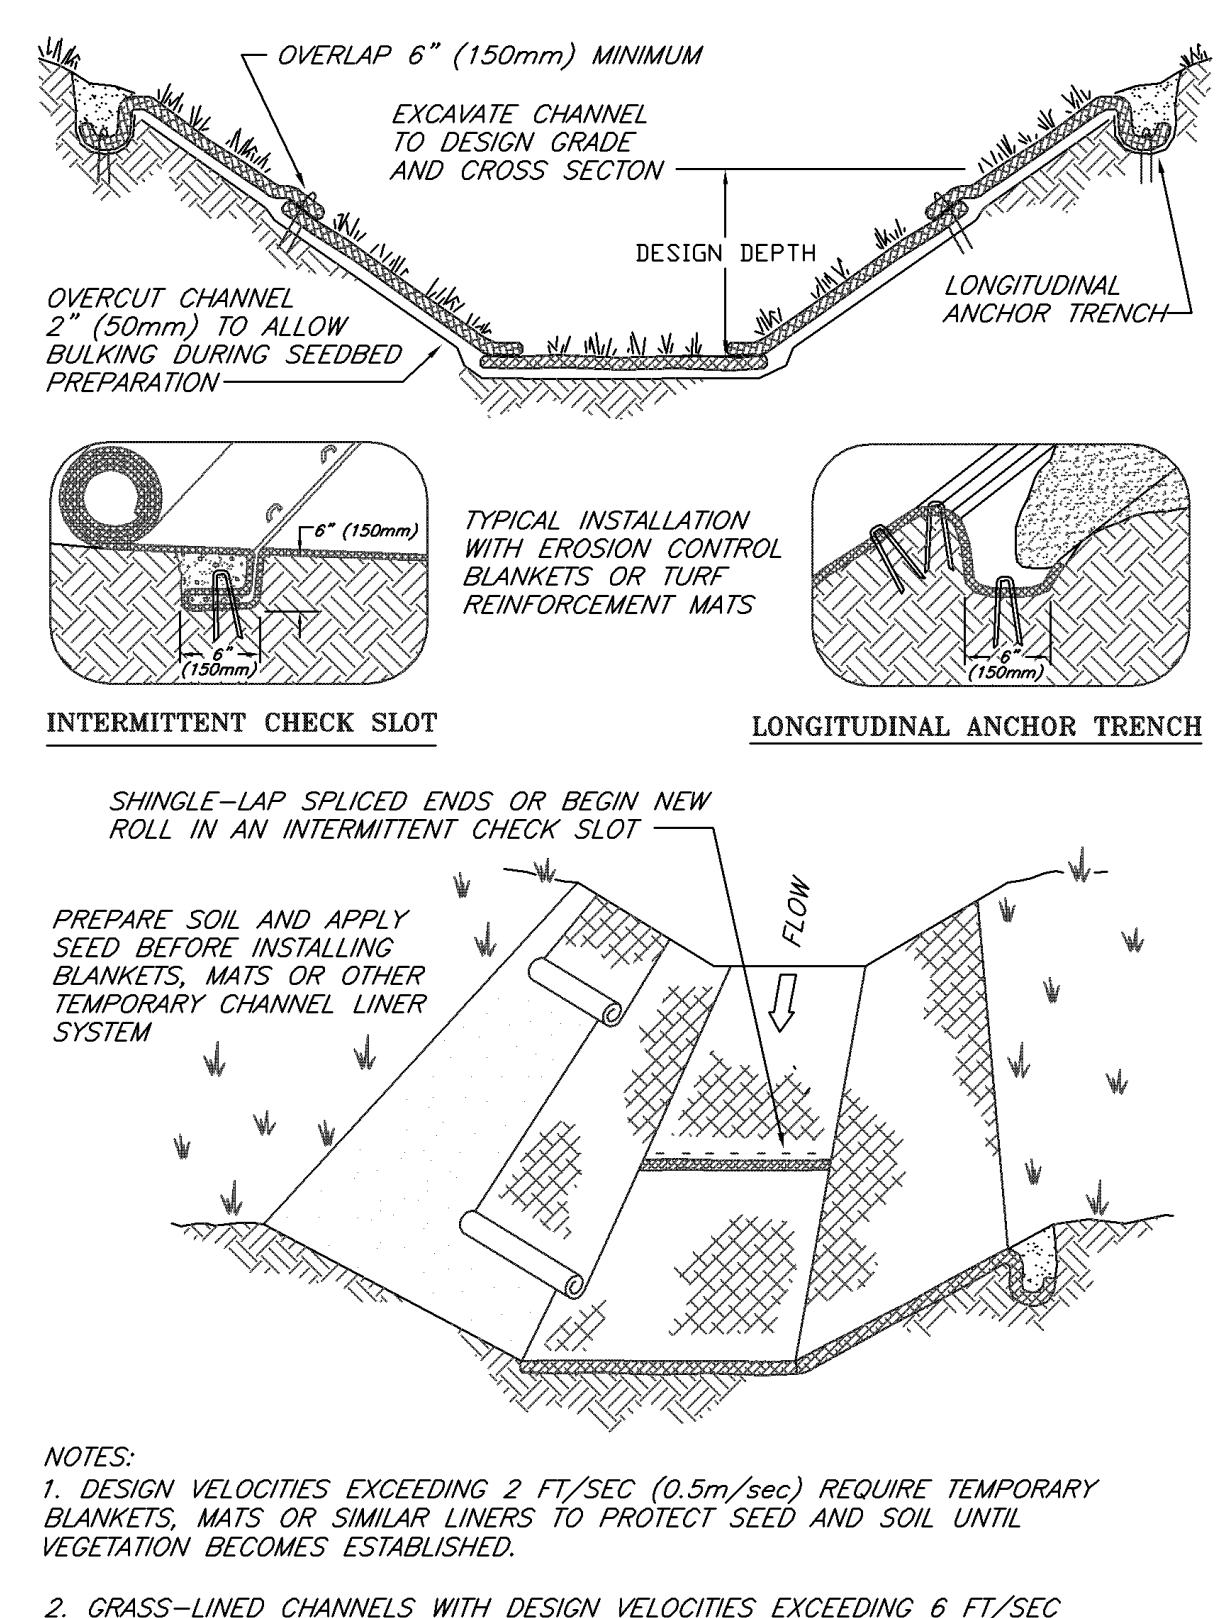 OVERLAP 6" (150mm) MINIMUM
EXCAVATE CHANNEL
TO DESIGN GRADE
AND CROSS SECTON
DESIGN DEPTH
OVERCUT CHANNEL
2" (50mm) TO ALLOW
BULKING DURING SEEDBED
PREPARATION
LONGITUDINAL
ANCHOR TRENCH
6" (150mm)
6"
(150mm)
TYPICAL INSTALLATION
WITH EROSION CONTROL
BLANKETS OR TURF
REINFORCEMENT MATS
6"
(150mm)
INTERMITTENT CHECK SLOT
LONGITUDINAL ANCHOR TRENCH
SHINGLE-LAP SPLICED ENDS OR BEGIN NEW
ROLL IN AN INTERMITTENT CHECK SLOT
FLOW
PREPARE SOIL AND APPLY
SEED BEFORE INSTALLING
BLANKETS, MATS OR OTHER
TEMPORARY CHANNEL LINER
SYSTEM
NOTES:
1. DESIGN VELOCITIES EXCEEDING 2 FT/SEC (0.5m/sec) REQUIRE TEMPORARY
BLANKETS, MATS OR SIMILAR LINERS TO PROTECT SEED AND SOIL UNTIL
VEGETATION BECOMES ESTABLISHED.
2. GRASS-LINED CHANNELS WITH DESIGN VELOCITIES EXCEEDING 6 FT/SEC